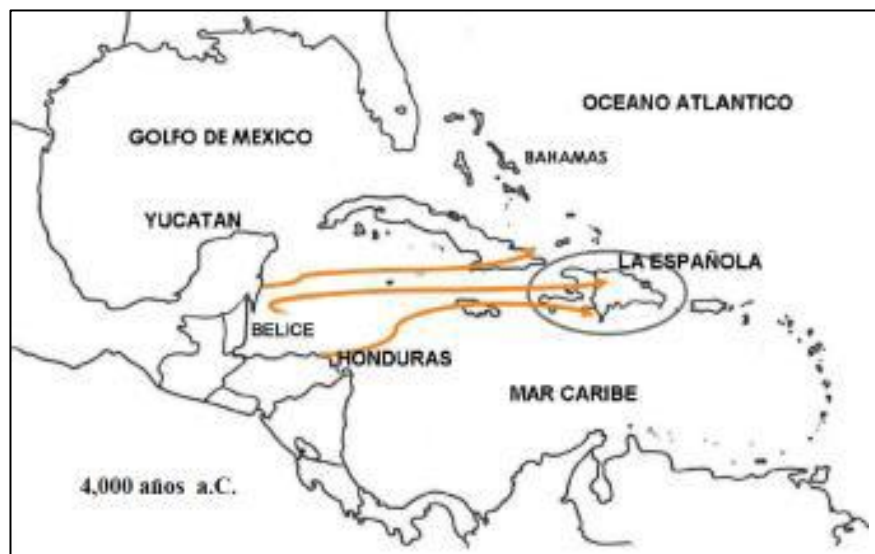 OCEANO ATLANTICO
GOLFO DE MEXICO
BAHAMAS
YUCATAN
LA ESPAÑOLA
BELICE
HONDURAS
MAR CARIBE
4,000 años a.C.